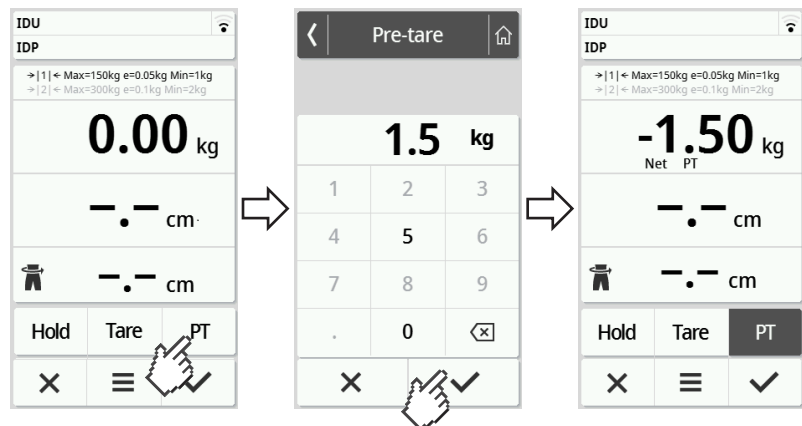 IDU
IDP
→|1|← Max=150kg e=0.05kg Min=1kg
→|2|← Max=300kg e=0.1kg Min=2kg
0.00 kg
–.– cm
–.– cm
Hold Tare PT
Pre-tare
1.5 kg
1 2 3
4 5 6
7 8 9
. 0
IDU
IDP
→|1|← Max=150kg e=0.05kg Min=1kg
→|2|← Max=300kg e=0.1kg Min=2kg
-1.50 kg
Net PT
–.– cm
–.– cm
Hold Tare PT